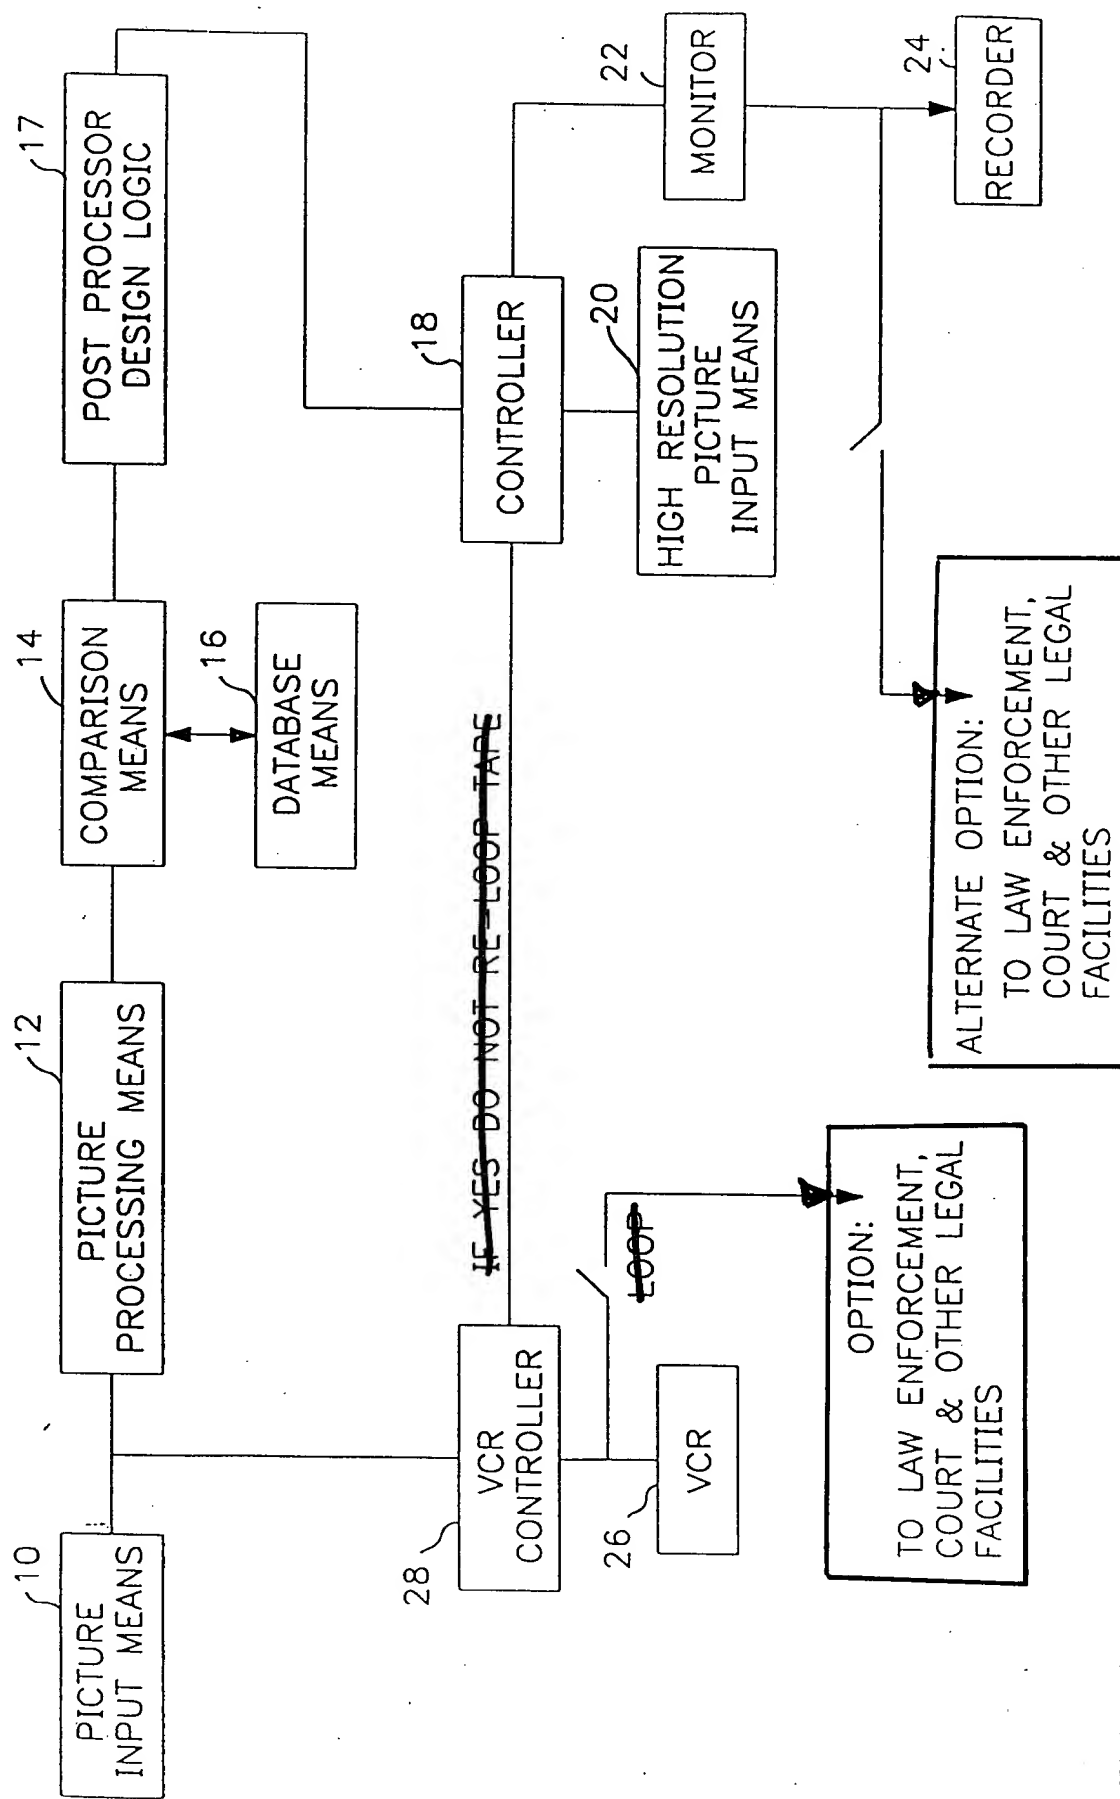 10
PICTURE
INPUT MEANS
12
PICTURE
PROCESSING MEANS
14
COMPARISON
MEANS
16
DATABASE
MEANS
17
POST PROCESSOR
DESIGN LOGIC
28
VCR
CONTROLLER
IF YES DO NOT RE-LOOP TAPE
18
CONTROLLER
26
VCR
LOOP
20
HIGH RESOLUTION
PICTURE
INPUT MEANS
22
MONITOR
24
RECORDER
OPTION:
TO LAW ENFORCEMENT,
COURT & OTHER LEGAL
FACILITIES
ALTERNATE OPTION:
TO LAW ENFORCEMENT,
COURT & OTHER LEGAL
FACILITIES